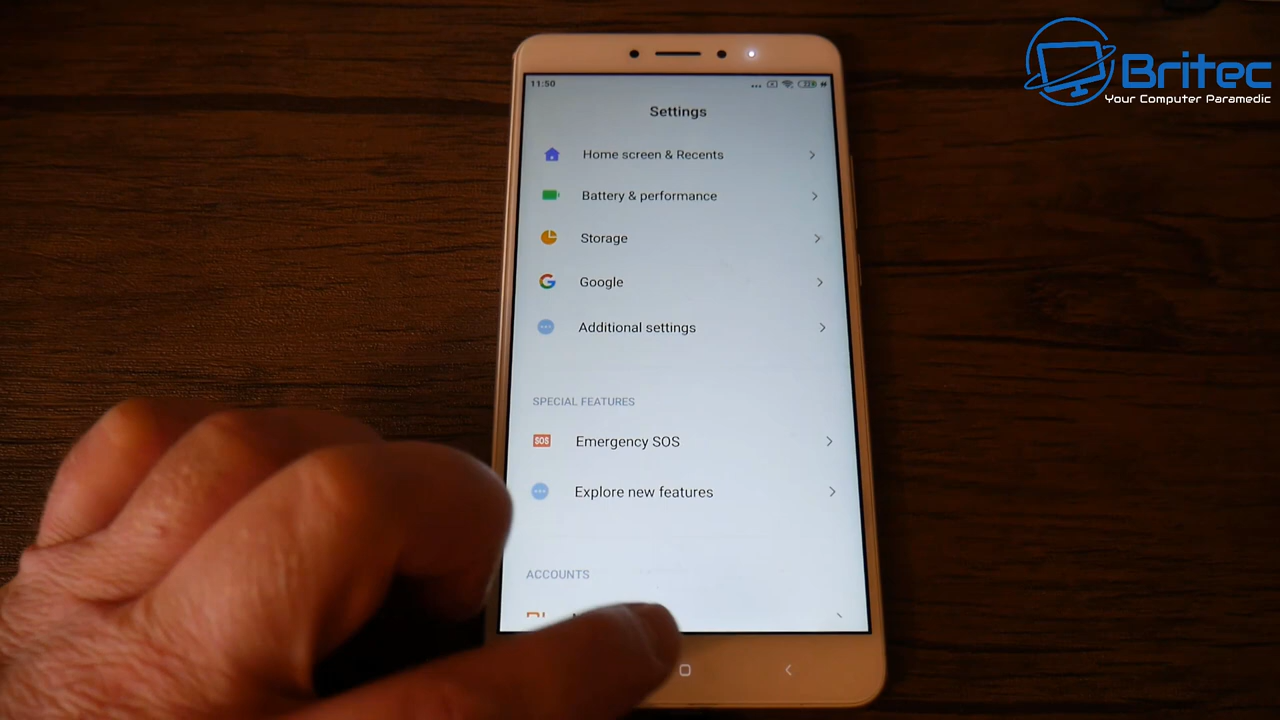 Britec
Your Computer Paramedic
11:50
Settings
Home screen & Recents
Battery & performance
Storage
Google
Additional settings
SPECIAL FEATURES
SOS
Emergency SOS
Explore new features
ACCOUNTS